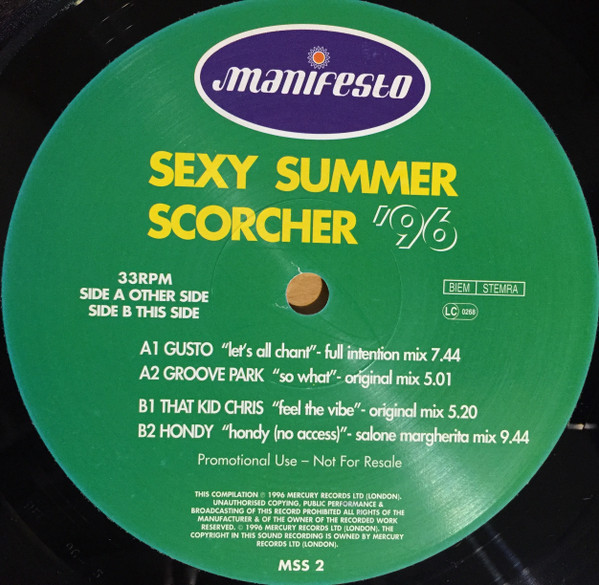 manifesto
SEXY SUMMER
SCORCHER '96
33RPM
SIDE A OTHER SIDE
SIDE B THIS SIDE
BIEM STEMRA
LC 0268
A1 GUSTO "let's all chant"- full intention mix 7.44
A2 GROOVE PARK "so what"- original mix 5.01
B1 THAT KID CHRIS "feel the vibe"- original mix 5.20
B2 HONDY "hondy (no access)"- salone margherita mix 9.44
Promotional Use – Not For Resale
THIS COMPILATION ℗ 1996 MERCURY RECORDS LTD (LONDON).
UNAUTHORISED COPYING, PUBLIC PERFORMANCE &
BROADCASTING OF THIS RECORD PROHIBITED ALL RIGHTS OF THE
MANUFACTURER & OF THE OWNER OF THE RECORDED WORK
RESERVED. © 1996 MERCURY RECORDS LTD (LONDON). THE
COPYRIGHT IN THIS SOUND RECORDING IS OWNED BY MERCURY
RECORDS LTD (LONDON).
MSS 2